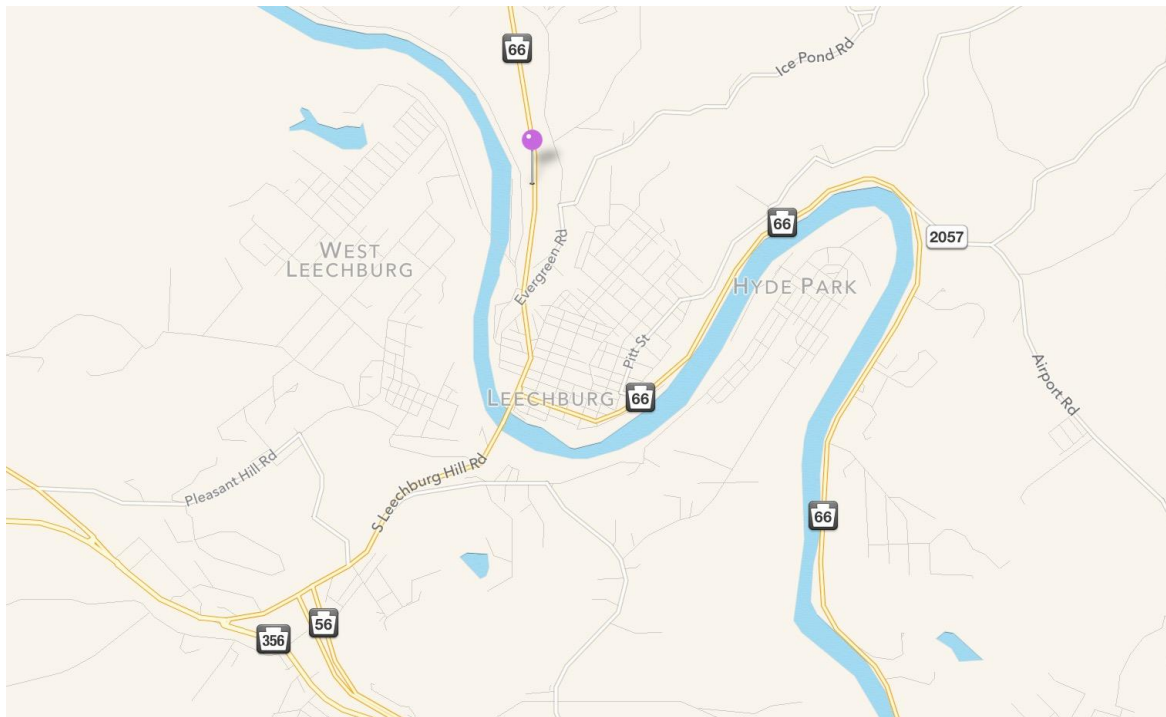 66
Ice Pond Rd
66
2057
WEST
LEECHBURG
Evergreen Rd
HYDE PARK
Pitt St
LEECHBURG
66
Airport Rd
Pleasant Hill Rd
S Leechburg Hill Rd
66
56
356